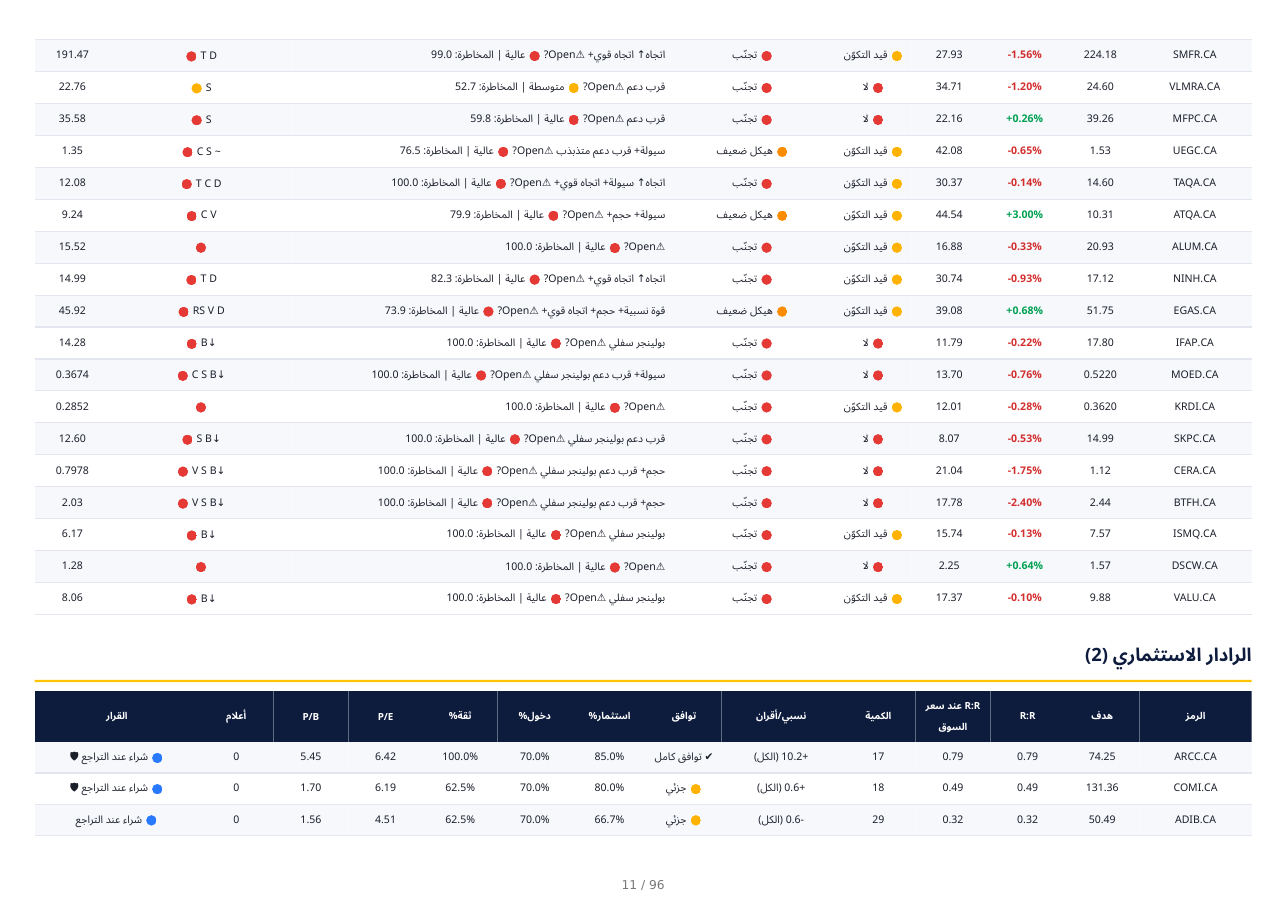 SMFR.CA 224.18 -1.56% 27.93 🟡 قيد التكوّن 🔴 تجنّب اتجاه↑ اتجاه قوي+ ⚠Open? 🔴 عالية | المخاطرة: 99.0 T D 🔴 191.47
VLMRA.CA 24.60 -1.20% 34.71 🔴 لا 🔴 تجنّب قرب دعم ⚠Open? 🟡 متوسطة | المخاطرة: 52.7 S 🟡 22.76
MFPC.CA 39.26 +0.26% 22.16 🔴 لا 🔴 تجنّب قرب دعم ⚠Open? 🔴 عالية | المخاطرة: 59.8 S 🔴 35.58
UEGC.CA 1.53 -0.65% 42.08 🟡 قيد التكوّن 🟠 هيكل ضعيف سيولة+ قرب دعم متذبذب ⚠Open? 🔴 عالية | المخاطرة: 76.5 C S ~ 🔴 1.35
TAQA.CA 14.60 -0.14% 30.37 🟡 قيد التكوّن 🔴 تجنّب اتجاه↑ سيولة+ اتجاه قوي+ ⚠Open? 🔴 عالية | المخاطرة: 100.0 T C D 🔴 12.08
ATQA.CA 10.31 +3.00% 44.54 🟡 قيد التكوّن 🟠 هيكل ضعيف سيولة+ حجم+ ⚠Open? 🔴 عالية | المخاطرة: 79.9 C V 🔴 9.24
ALUM.CA 20.93 -0.33% 16.88 🟡 قيد التكوّن 🔴 تجنّب ⚠Open? 🔴 عالية | المخاطرة: 100.0 🔴 15.52
NINH.CA 17.12 -0.93% 30.74 🟡 قيد التكوّن 🔴 تجنّب اتجاه↑ اتجاه قوي+ ⚠Open? 🔴 عالية | المخاطرة: 82.3 T D 🔴 14.99
EGAS.CA 51.75 +0.68% 39.08 🟡 قيد التكوّن 🟠 هيكل ضعيف قوة نسبية+ حجم+ اتجاه قوي+ ⚠Open? 🔴 عالية | المخاطرة: 73.9 RS V D 🔴 45.92
IFAP.CA 17.80 -0.22% 11.79 🔴 لا 🔴 تجنّب بولينجر سفلي ⚠Open? 🔴 عالية | المخاطرة: 100.0 B↓ 🔴 14.28
MOED.CA 0.5220 -0.76% 13.70 🔴 لا 🔴 تجنّب سيولة+ قرب دعم بولينجر سفلي ⚠Open? 🔴 عالية | المخاطرة: 100.0 C S B↓ 🔴 0.3674
KRDI.CA 0.3620 -0.28% 12.01 🟡 قيد التكوّن 🔴 تجنّب ⚠Open? 🔴 عالية | المخاطرة: 100.0 🔴 0.2852
SKPC.CA 14.99 -0.53% 8.07 🔴 لا 🔴 تجنّب قرب دعم بولينجر سفلي ⚠Open? 🔴 عالية | المخاطرة: 100.0 S B↓ 🔴 12.60
CERA.CA 1.12 -1.75% 21.04 🔴 لا 🔴 تجنّب حجم+ قرب دعم بولينجر سفلي ⚠Open? 🔴 عالية | المخاطرة: 100.0 V S B↓ 🔴 0.7978
BTFH.CA 2.44 -2.40% 17.78 🔴 لا 🔴 تجنّب حجم+ قرب دعم بولينجر سفلي ⚠Open? 🔴 عالية | المخاطرة: 100.0 V S B↓ 🔴 2.03
ISMQ.CA 7.57 -0.13% 15.74 🟡 قيد التكوّن 🔴 تجنّب بولينجر سفلي ⚠Open? 🔴 عالية | المخاطرة: 100.0 B↓ 🔴 6.17
DSCW.CA 1.57 +0.64% 2.25 🔴 لا 🔴 تجنّب ⚠Open? 🔴 عالية | المخاطرة: 100.0 🔴 1.28
VALU.CA 9.88 -0.10% 17.37 🟡 قيد التكوّن 🔴 تجنّب بولينجر سفلي ⚠Open? 🔴 عالية | المخاطرة: 100.0 B↓ 🔴 8.06
الرادار الاستثماري (2)
الرمز هدف R:R R:R عند سعر السوق الكمية نسبي/أقران توافق استثمار% دخول% ثقة% P/E P/B أعلام القرار
ARCC.CA 74.25 0.79 0.79 17 +10.2 (الكل) ✔ توافق كامل 85.0% 70.0% 100.0% 6.42 5.45 0 🔵 شراء عند التراجع 🛡
COMI.CA 131.36 0.49 0.49 18 +0.6 (الكل) 🟡 جزئي 80.0% 70.0% 62.5% 6.19 1.70 0 🔵 شراء عند التراجع 🛡
ADIB.CA 50.49 0.32 0.32 29 -0.6 (الكل) 🟡 جزئي 66.7% 70.0% 62.5% 4.51 1.56 0 🔵 شراء عند التراجع
11 / 96